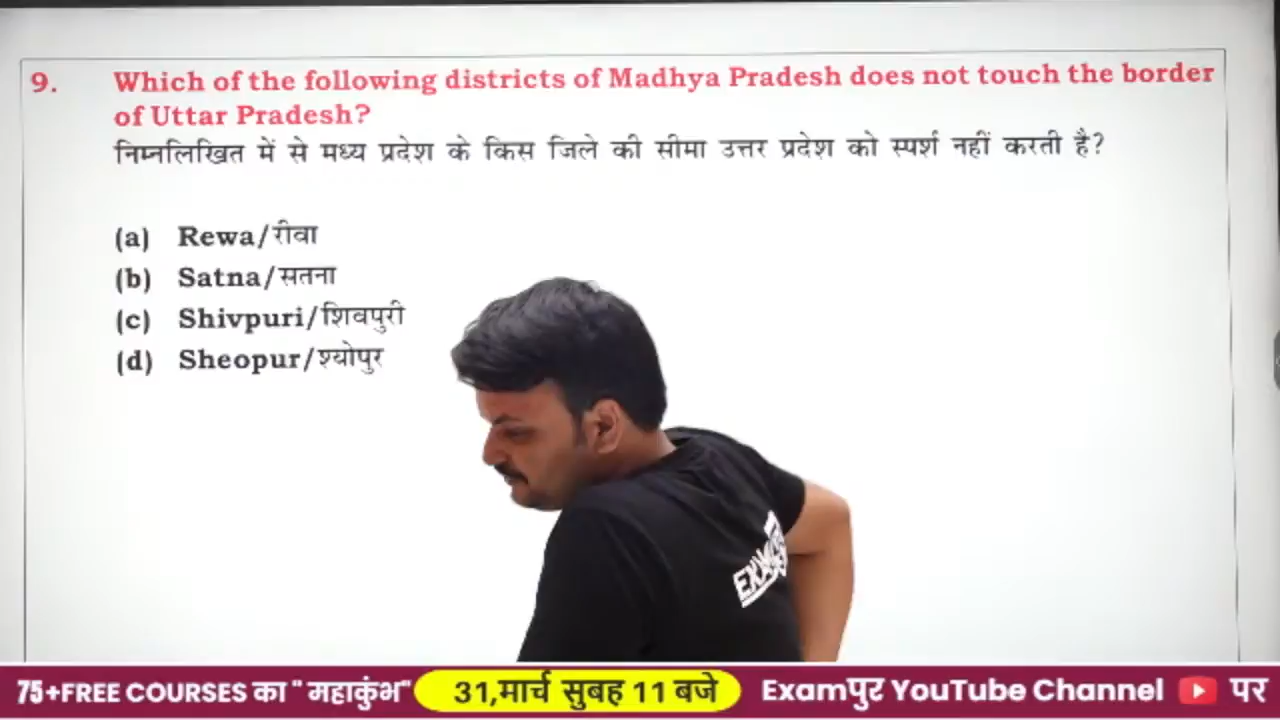 9. Which of the following districts of Madhya Pradesh does not touch the border
of Uttar Pradesh?
निम्नलिखित में से मध्य प्रदेश के किस जिले की सीमा उत्तर प्रदेश को स्पर्श नहीं करती है?
(a) Rewa/रीवा
(b) Satna/सतना
(c) Shivpuri/शिवपुरी
(d) Sheopur/श्योपुर
75+FREE COURSES का " महाकुंभ" 31,मार्च सुबह 11 बजे Examपुर YouTube Channel पर